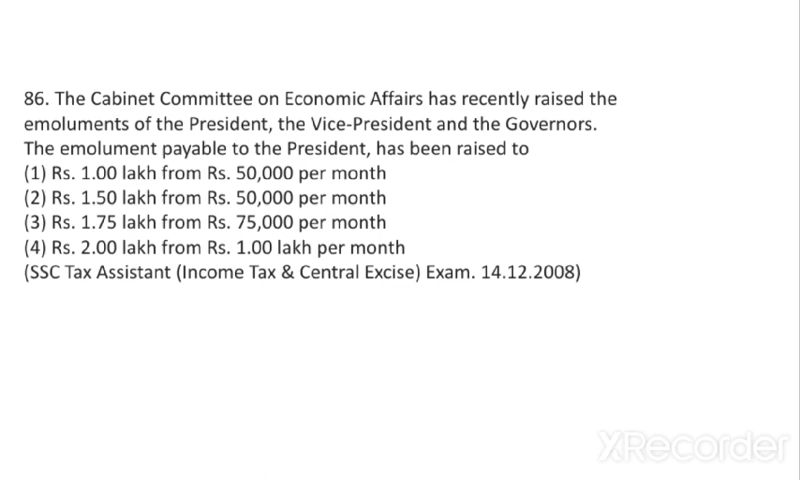 86. The Cabinet Committee on Economic Affairs has recently raised the
emoluments of the President, the Vice-President and the Governors.
The emolument payable to the President, has been raised to
(1) Rs. 1.00 lakh from Rs. 50,000 per month
(2) Rs. 1.50 lakh from Rs. 50,000 per month
(3) Rs. 1.75 lakh from Rs. 75,000 per month
(4) Rs. 2.00 lakh from Rs. 1.00 lakh per month
(SSC Tax Assistant (Income Tax & Central Excise) Exam. 14.12.2008)
XRecorder